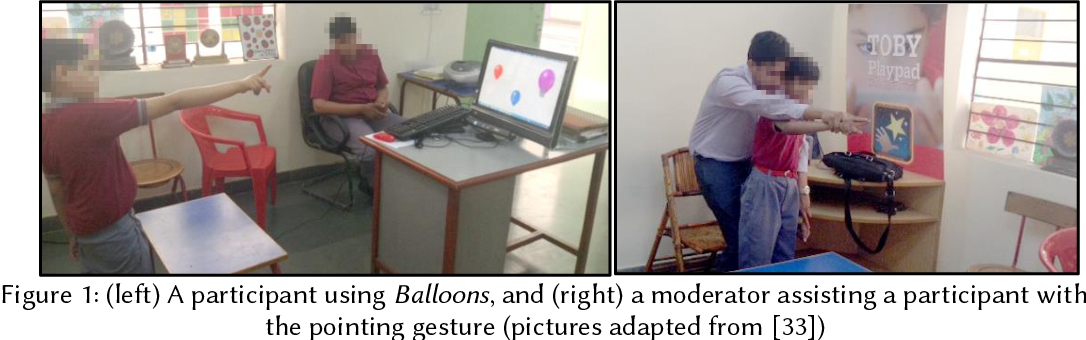 TOBY
Playpad
Figure 1: (left) A participant using Balloons, and (right) a moderator assisting a participant with
the pointing gesture (pictures adapted from [33])